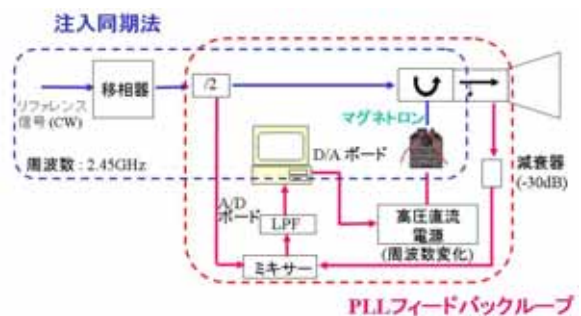 注入同期法
移相器
/2
リファレンス
信号(CW)
マグネトロン
周波数：2.45GHz
D/A ボード
減衰器
(-30dB)
A/D
ボード
LPF
高圧直流
電源
(周波数変化)
ミキサー
PLLフィードバックループ